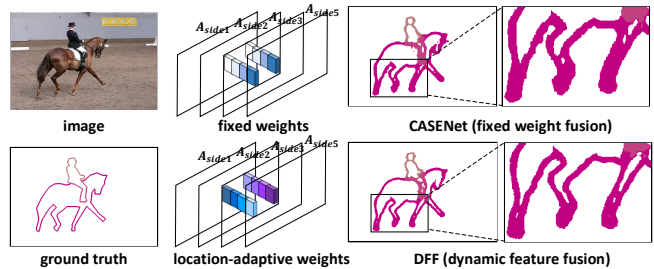 A_side1 A_side2 A_side3 A_side5
image
fixed weights
CASENet (fixed weight fusion)
A_side1 A_side2 A_side3 A_side5
ground truth
location-adaptive weights
DFF (dynamic feature fusion)